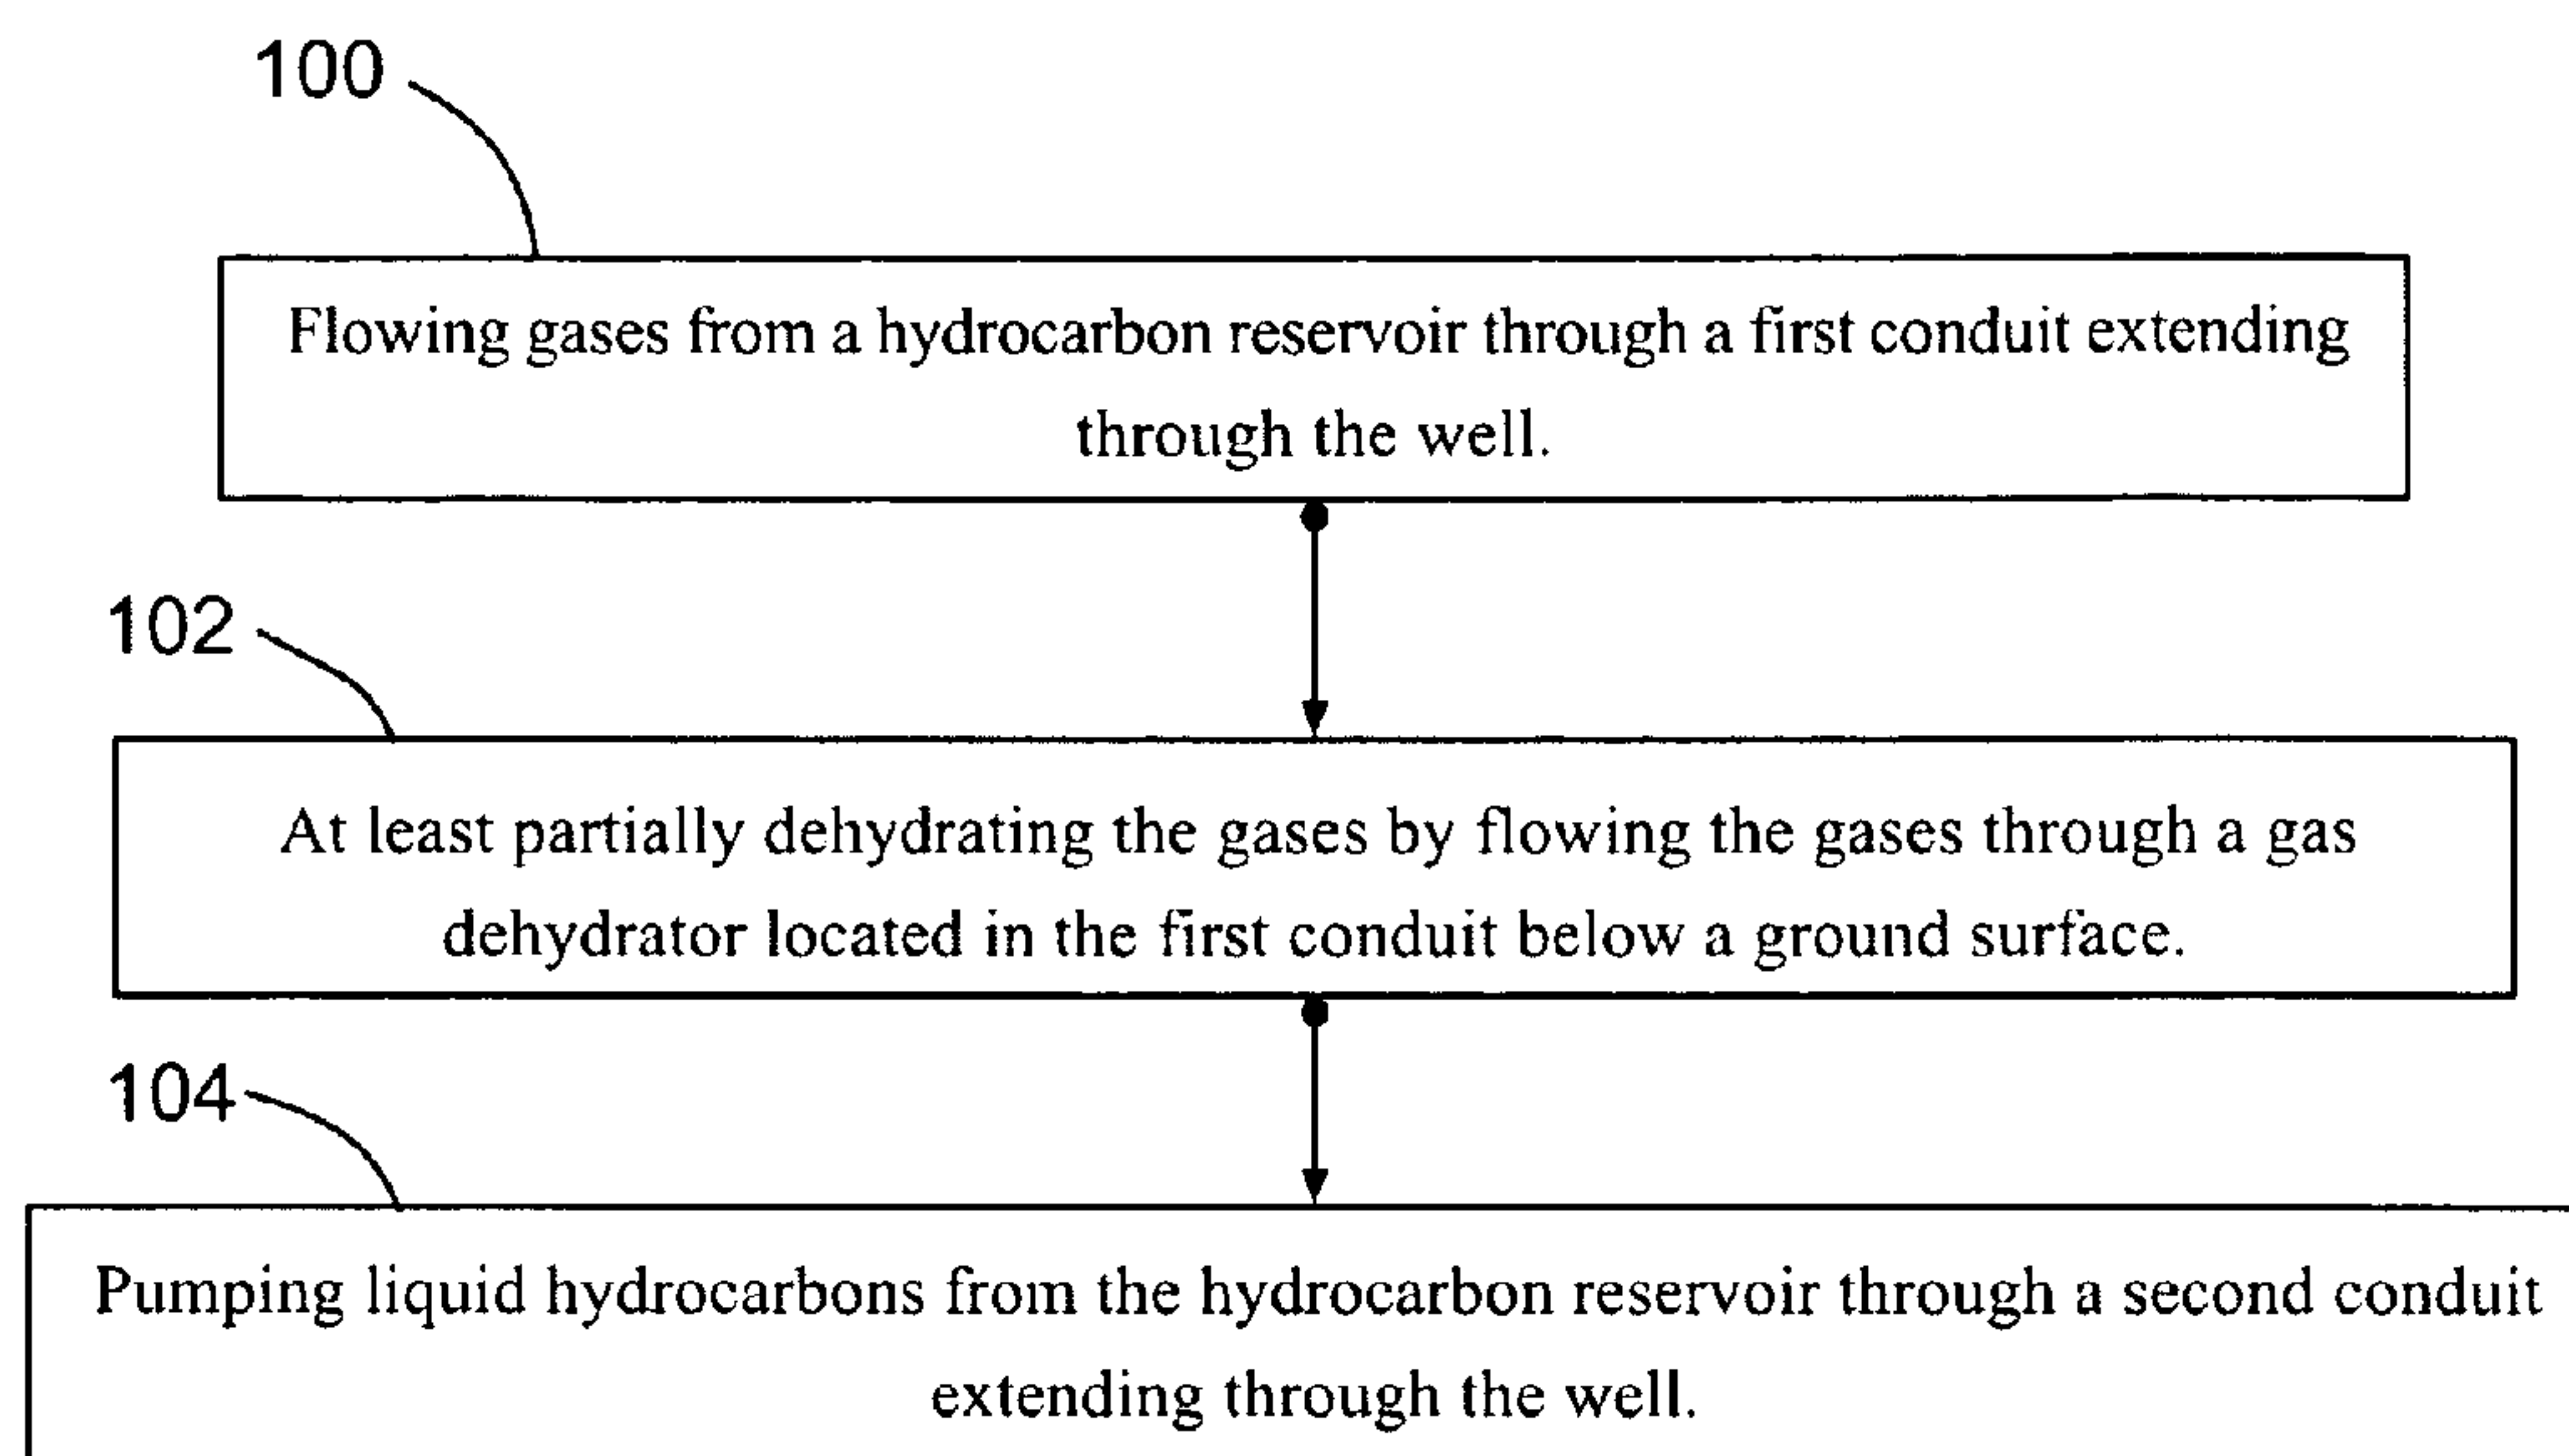 100
Flowing gases from a hydrocarbon reservoir through a first conduit extending
through the well.
102
At least partially dehydrating the gases by flowing the gases through a gas
dehydrator located in the first conduit below a ground surface.
104
Pumping liquid hydrocarbons from the hydrocarbon reservoir through a second conduit
extending through the well.